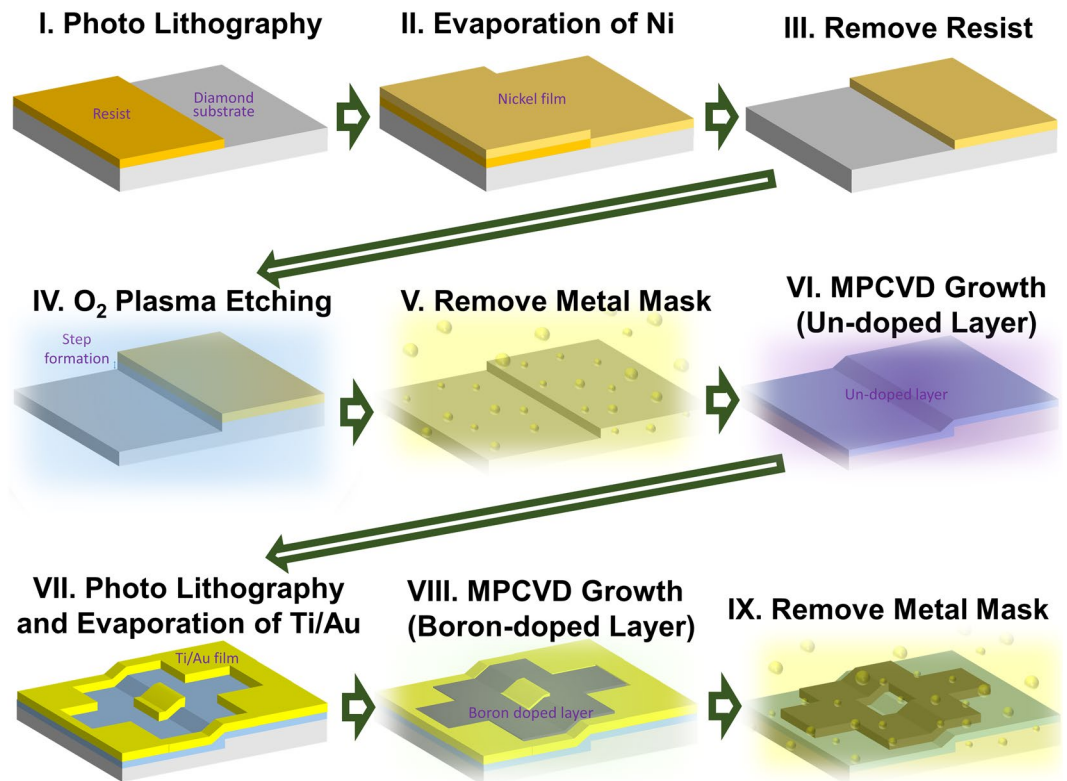 I. Photo Lithography
II. Evaporation of Ni
III. Remove Resist
Resist
Diamond
substrate
Nickel film
IV. O₂ Plasma Etching
V. Remove Metal Mask
VI. MPCVD Growth
(Un-doped Layer)
Step
formation
Un-doped layer
VII. Photo Lithography
and Evaporation of Ti/Au
VIII. MPCVD Growth
(Boron-doped Layer)
IX. Remove Metal Mask
Ti/Au film
Boron doped layer